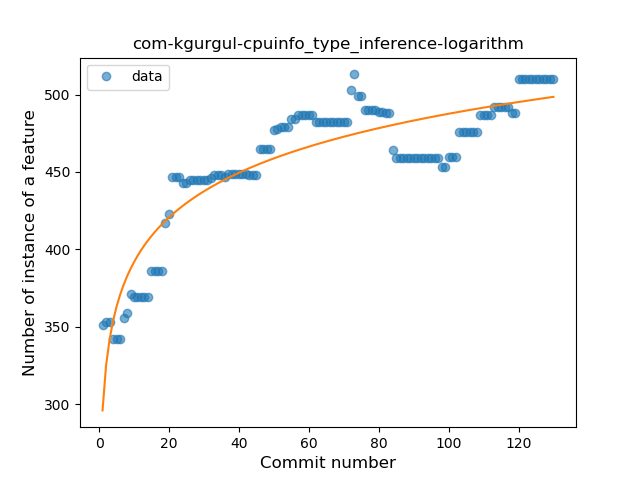 com-kgurgul-cpuinfo_type_inference-logarithm
data
Number of instance of a feature
500
450
400
350
300
0 20 40 60 80 100 120
Commit number